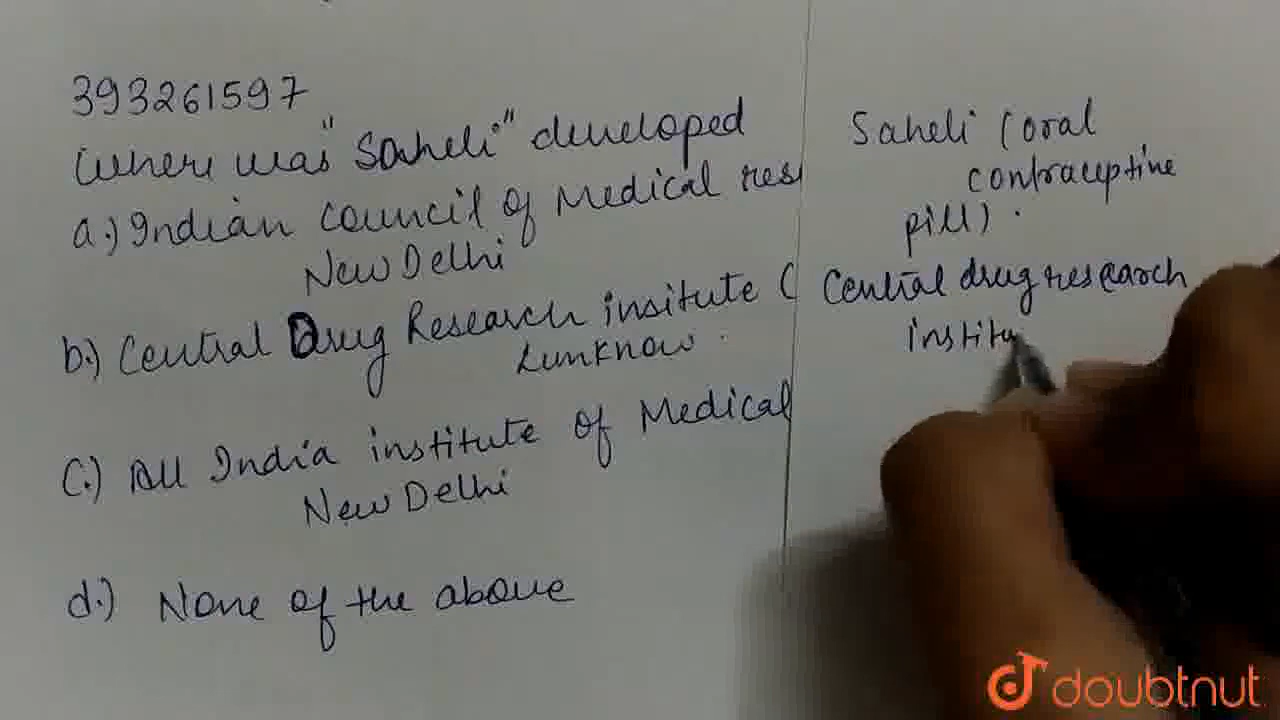 393261597
Where was "Saheli" developed
a.) Indian Council of Medical res
New Delhi
b.) Central Drug Research insitute (
Lunknow.
C.) All India institute of Medical
New Delhi
d.) None of the above
Saheli (oral
contraceptive
pill).
Central drug research
institu
doubtnut